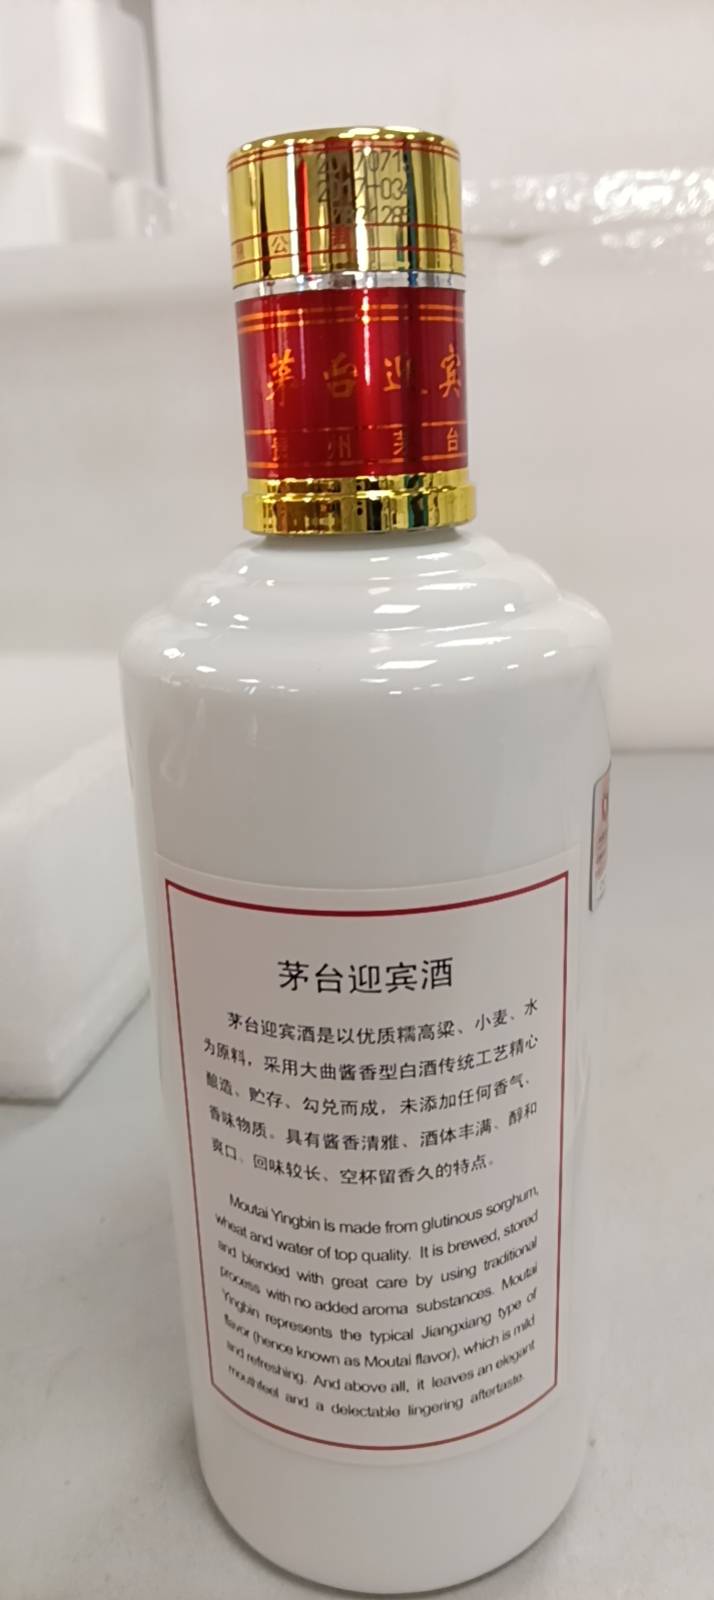 20170719
2017-034
公
茅台迎宾
州 茅 台
茅台迎宾酒
茅台迎宾酒是以优质糯高粱、小麦、水
为原料，采用大曲酱香型白酒传统工艺精心
酿造、贮存、勾兑而成，未添加任何香气、
香味物质。具有酱香清雅、酒体丰满、醇和
爽口、回味较长、空杯留香久的特点。
Moutai Yingbin is made from glutinous sorghum,
wheat and water of top quality. It is brewed, stored
and blended with great care by using traditional
process with no added aroma substances. Moutai
Yingbin represents the typical Jiangxiang type of
flavor (hence known as Moutai flavor), which is mild
and refreshing. And above all, it leaves an elegant
mouthfeel and a delectable lingering aftertaste.